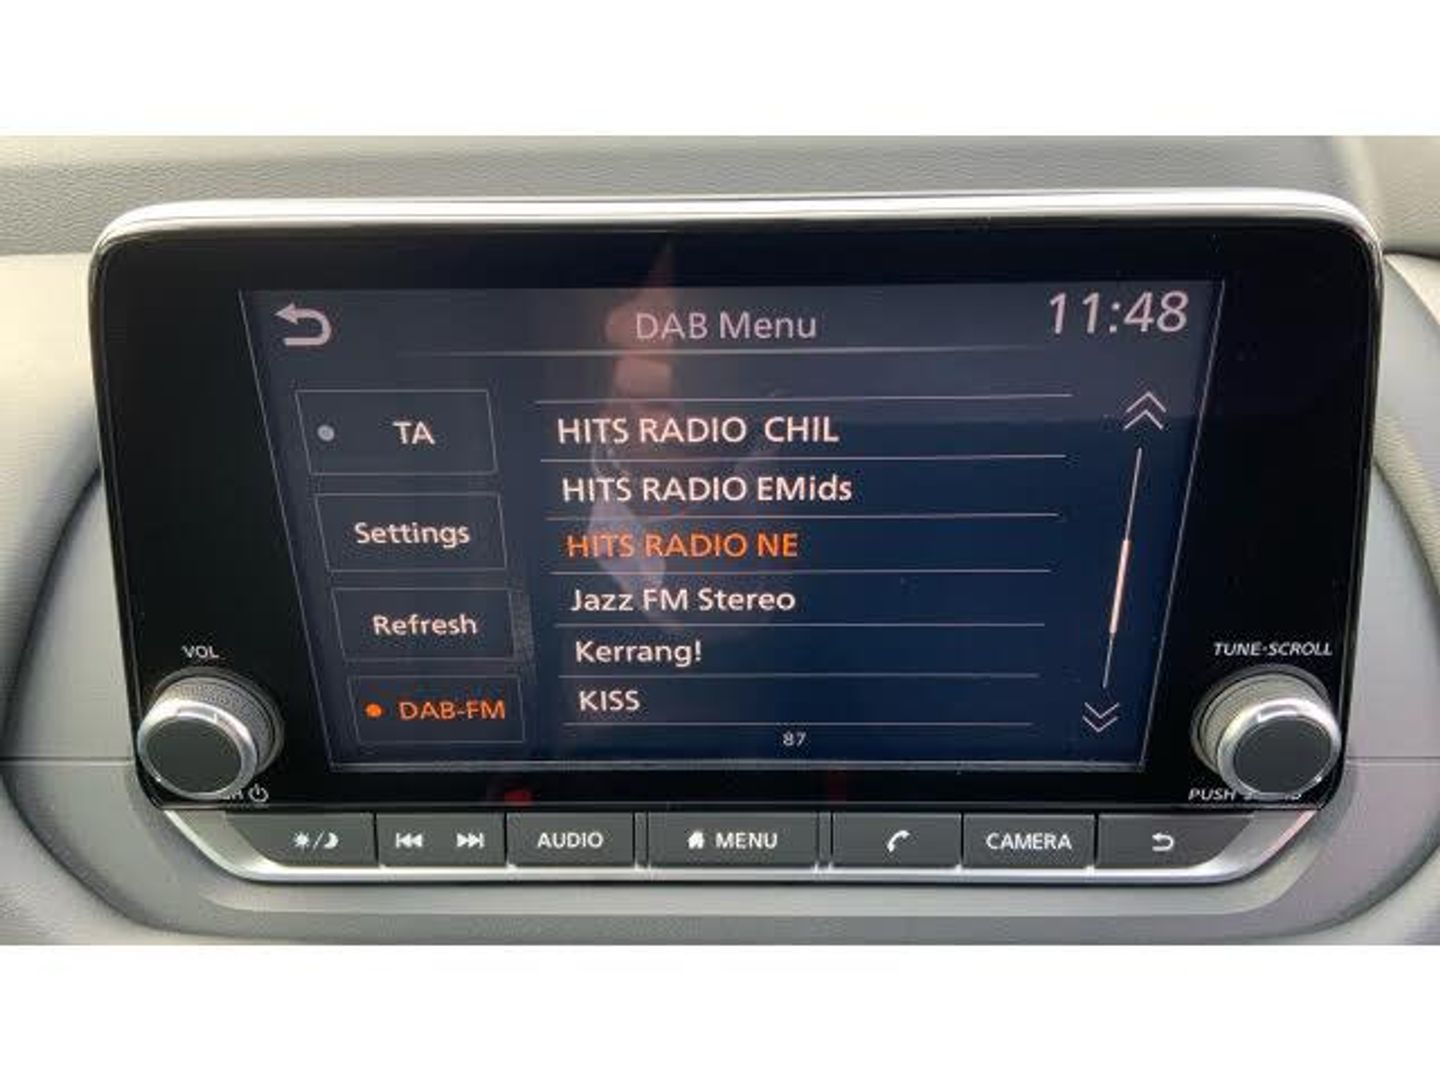 DAB Menu
11:48
TA
HITS RADIO CHIL
HITS RADIO EMids
Settings
HITS RADIO NE
Jazz FM Stereo
Refresh
Kerrang!
KISS
DAB-FM
87
VOL
TUNE·SCROLL
PUSH
AUDIO
MENU
CAMERA